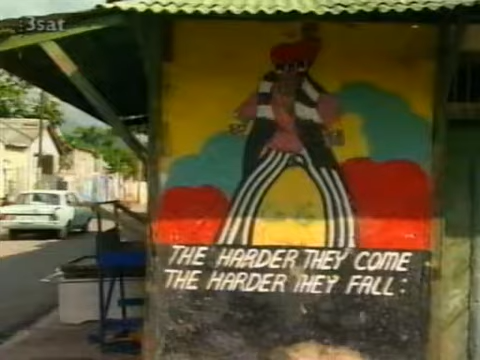 3sat
THE HARDER THEY COME
THE HARDER THEY FALL: